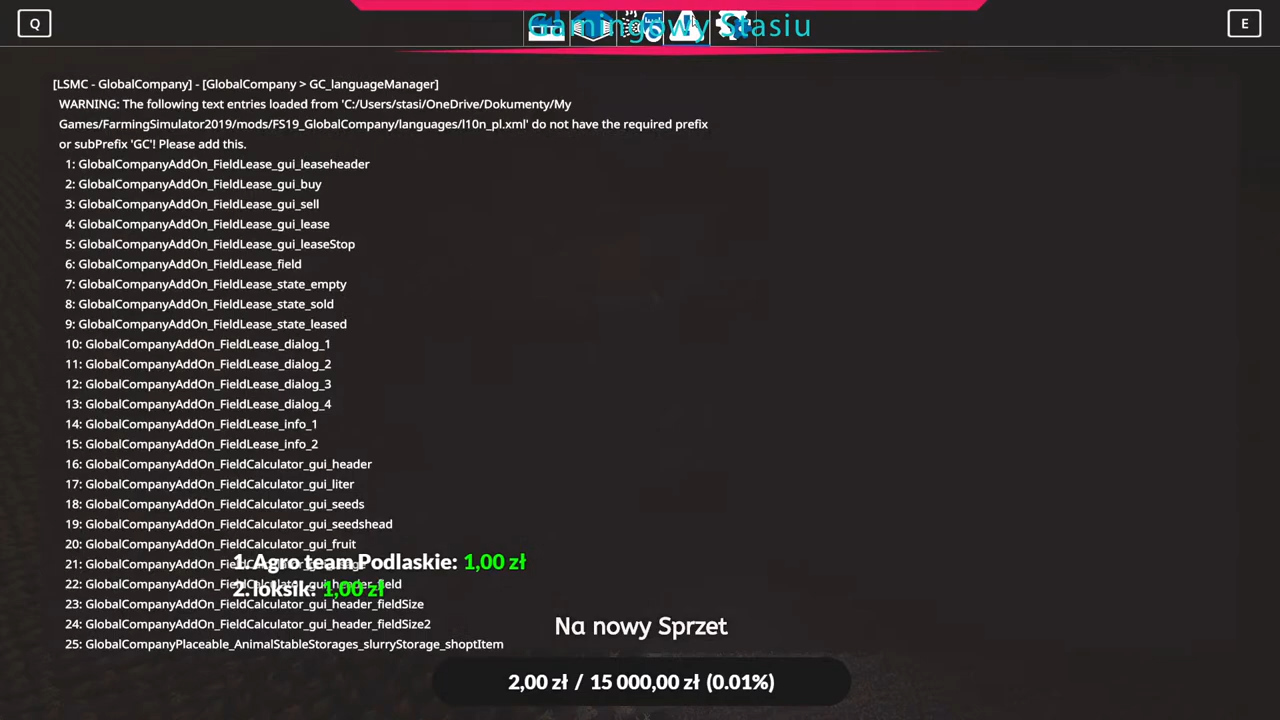 Q
Gamingowy Stasiu
E
[LSMC - GlobalCompany] - [GlobalCompany > GC_languageManager]
WARNING: The following text entries loaded from 'C:/Users/stasi/OneDrive/Dokumenty/My
Games/FarmingSimulator2019/mods/FS19_GlobalCompany/languages/l10n_pl.xml' do not have the required prefix
or subPrefix 'GC'! Please add this.
1: GlobalCompanyAddOn_FieldLease_gui_leaseheader
2: GlobalCompanyAddOn_FieldLease_gui_buy
3: GlobalCompanyAddOn_FieldLease_gui_sell
4: GlobalCompanyAddOn_FieldLease_gui_lease
5: GlobalCompanyAddOn_FieldLease_gui_leaseStop
6: GlobalCompanyAddOn_FieldLease_field
7: GlobalCompanyAddOn_FieldLease_state_empty
8: GlobalCompanyAddOn_FieldLease_state_sold
9: GlobalCompanyAddOn_FieldLease_state_leased
10: GlobalCompanyAddOn_FieldLease_dialog_1
11: GlobalCompanyAddOn_FieldLease_dialog_2
12: GlobalCompanyAddOn_FieldLease_dialog_3
13: GlobalCompanyAddOn_FieldLease_dialog_4
14: GlobalCompanyAddOn_FieldLease_info_1
15: GlobalCompanyAddOn_FieldLease_info_2
16: GlobalCompanyAddOn_FieldCalculator_gui_header
17: GlobalCompanyAddOn_FieldCalculator_gui_liter
18: GlobalCompanyAddOn_FieldCalculator_gui_seeds
19: GlobalCompanyAddOn_FieldCalculator_gui_seedshead
20: GlobalCompanyAddOn_FieldCalculator_gui_fruit
21:
1. Agro team Podlaskie: 1,00 zł
22: GlobalCompanyAddOn_FieldCalculator_gui_header_field
2. loksik: 1,00 zł
23: GlobalCompanyAddOn_FieldCalculator_gui_header_fieldSize
24: GlobalCompanyAddOn_FieldCalculator_gui_header_fieldSize2
Na nowy Sprzet
25: GlobalCompanyPlaceable_AnimalStableStorages_slurryStorage_shoptItem
2,00 zł / 15 000,00 zł (0.01%)